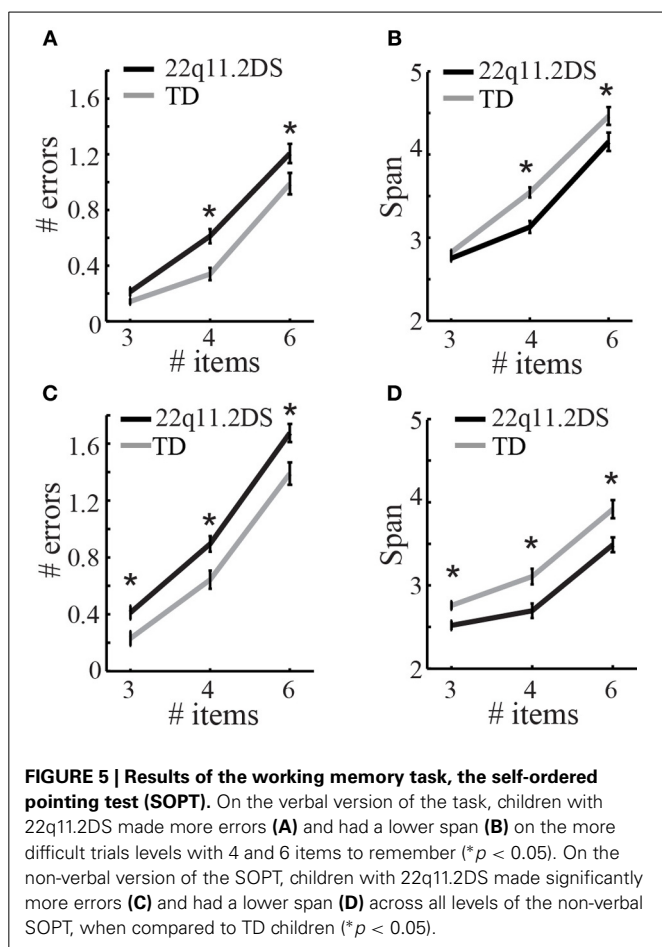 A
22q11.2DS
TD
# errors
1.6
1.2
0.8
0.4
0
*
*
3 4 6
# items
B
22q11.2DS
TD
Span
5
4
3
2
*
*
3 4 6
# items
C
22q11.2DS
TD
# errors
1.6
1.2
0.8
0.4
0
*
*
*
3 4 6
# items
D
22q11.2DS
TD
Span
5
4
3
2
*
*
*
3 4 6
# items
FIGURE 5 | Results of the working memory task, the self-ordered
pointing test (SOPT). On the verbal version of the task, children with
22q11.2DS made more errors (A) and had a lower span (B) on the more
difficult trials levels with 4 and 6 items to remember (*p < 0.05). On the
non-verbal version of the SOPT, children with 22q11.2DS made significantly
more errors (C) and had a lower span (D) across all levels of the non-verbal
SOPT, when compared to TD children (*p < 0.05).